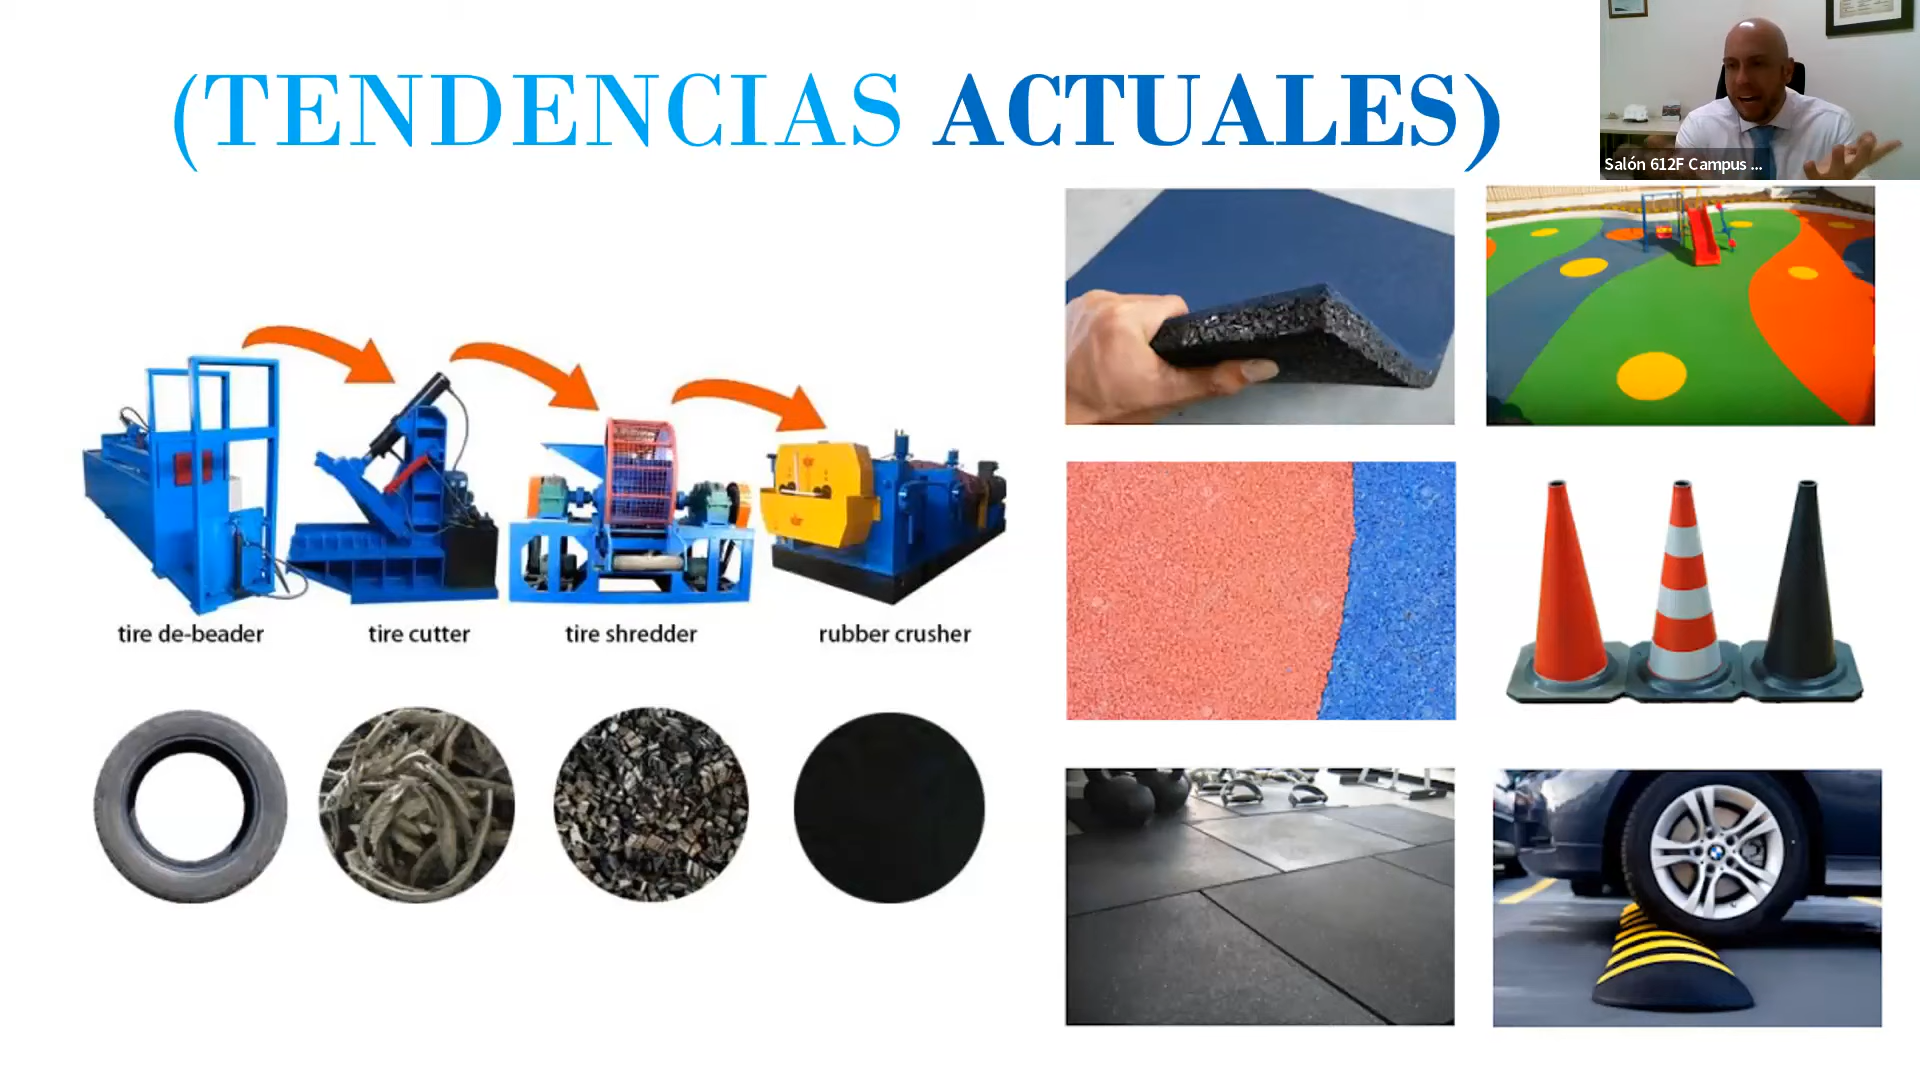 (TENDENCIAS ACTUALES)
Salón 612F Campus ...
tire de-beader
tire cutter
tire shredder
rubber crusher